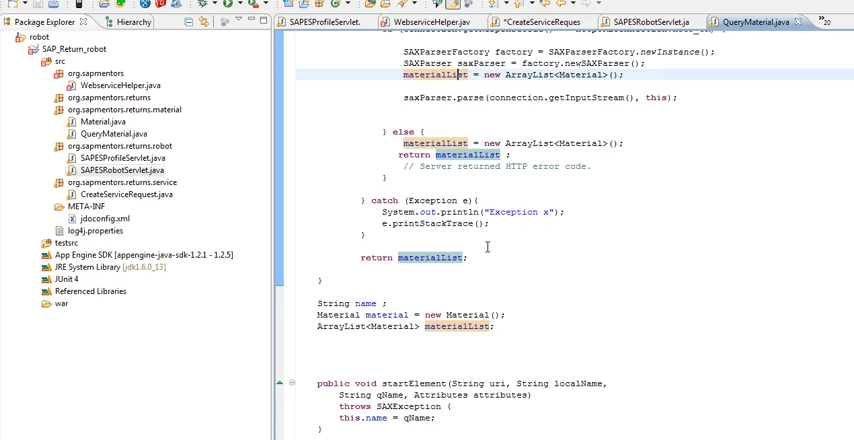 Package Explorer
Hierarchy
SAPESProfileServlet.
WebserviceHelper.jav
*CreateServiceReques
SAPESRobotServlet.ja
QueryMaterial.java
»20
robot
SAP_Return_robot
src
org.sapmentors
WebserviceHelper.java
org.sapmentors.returns
org.sapmentors.returns.material
Material.java
QueryMaterial.java
org.sapmentors.returns.robot
SAPESProfileServlet.java
SAPESRobotServlet.java
org.sapmentors.returns.service
CreateServiceRequest.java
META-INF
jdoconfig.xml
log4j.properties
testsrc
App Engine SDK [appengine-java-sdk-1.2.1 - 1.2.5]
JRE System Library [jdk1.6.0_13]
JUnit 4
Referenced Libraries
war
SAXParserFactory factory = SAXParserFactory.newInstance();
SAXParser saxParser = factory.newSAXParser();
materialList = new ArrayList<Material>();
saxParser.parse(connection.getInputStream(), this);
} else {
materialList = new ArrayList<Material>();
return materialList ;
// Server returned HTTP error code.
}
} catch (Exception e){
System.out.println("Exception x");
e.printStackTrace();
}
return materialList;
}
String name ;
Material material = new Material();
ArrayList<Material> materialList;
public void startElement(String uri, String localName,
String qName, Attributes attributes)
throws SAXException {
this.name = qName;
}